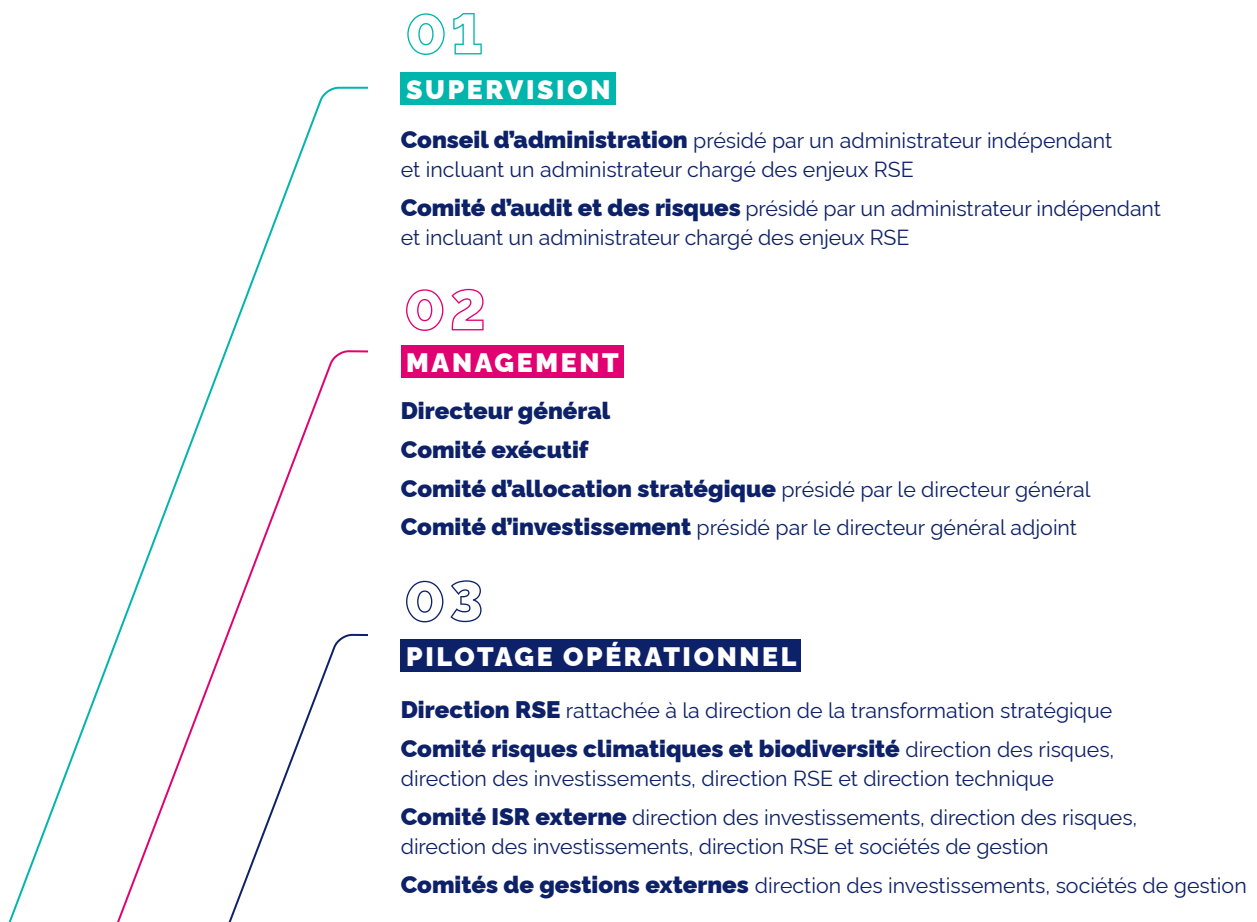 01
SUPERVISION
Conseil d’administration présidé par un administrateur indépendant
et incluant un administrateur chargé des enjeux RSE
Comité d’audit et des risques présidé par un administrateur indépendant
et incluant un administrateur chargé des enjeux RSE
02
MANAGEMENT
Directeur général
Comité exécutif
Comité d’allocation stratégique présidé par le directeur général
Comité d’investissement présidé par le directeur général adjoint
03
PILOTAGE OPÉRATIONNEL
Direction RSE rattachée à la direction de la transformation stratégique
Comité risques climatiques et biodiversité direction des risques,
direction des investissements, direction RSE et direction technique
Comité ISR externe direction des investissements, direction des risques,
direction des investissements, direction RSE et sociétés de gestion
Comités de gestions externes direction des investissements, sociétés de gestion